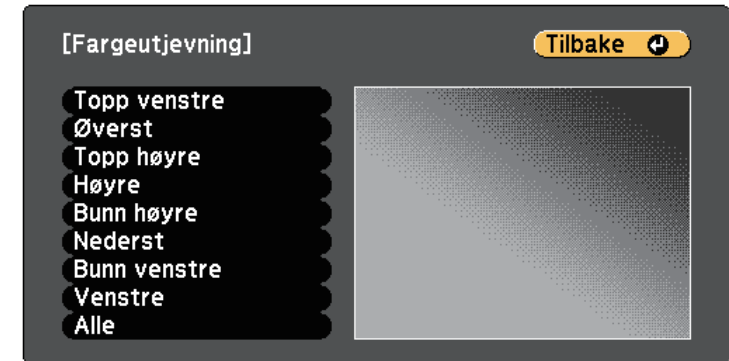 [Fargeutjevning]
Tilbake
Topp venstre
Øverst
Topp høyre
Høyre
Bunn høyre
Nederst
Bunn venstre
Venstre
Alle